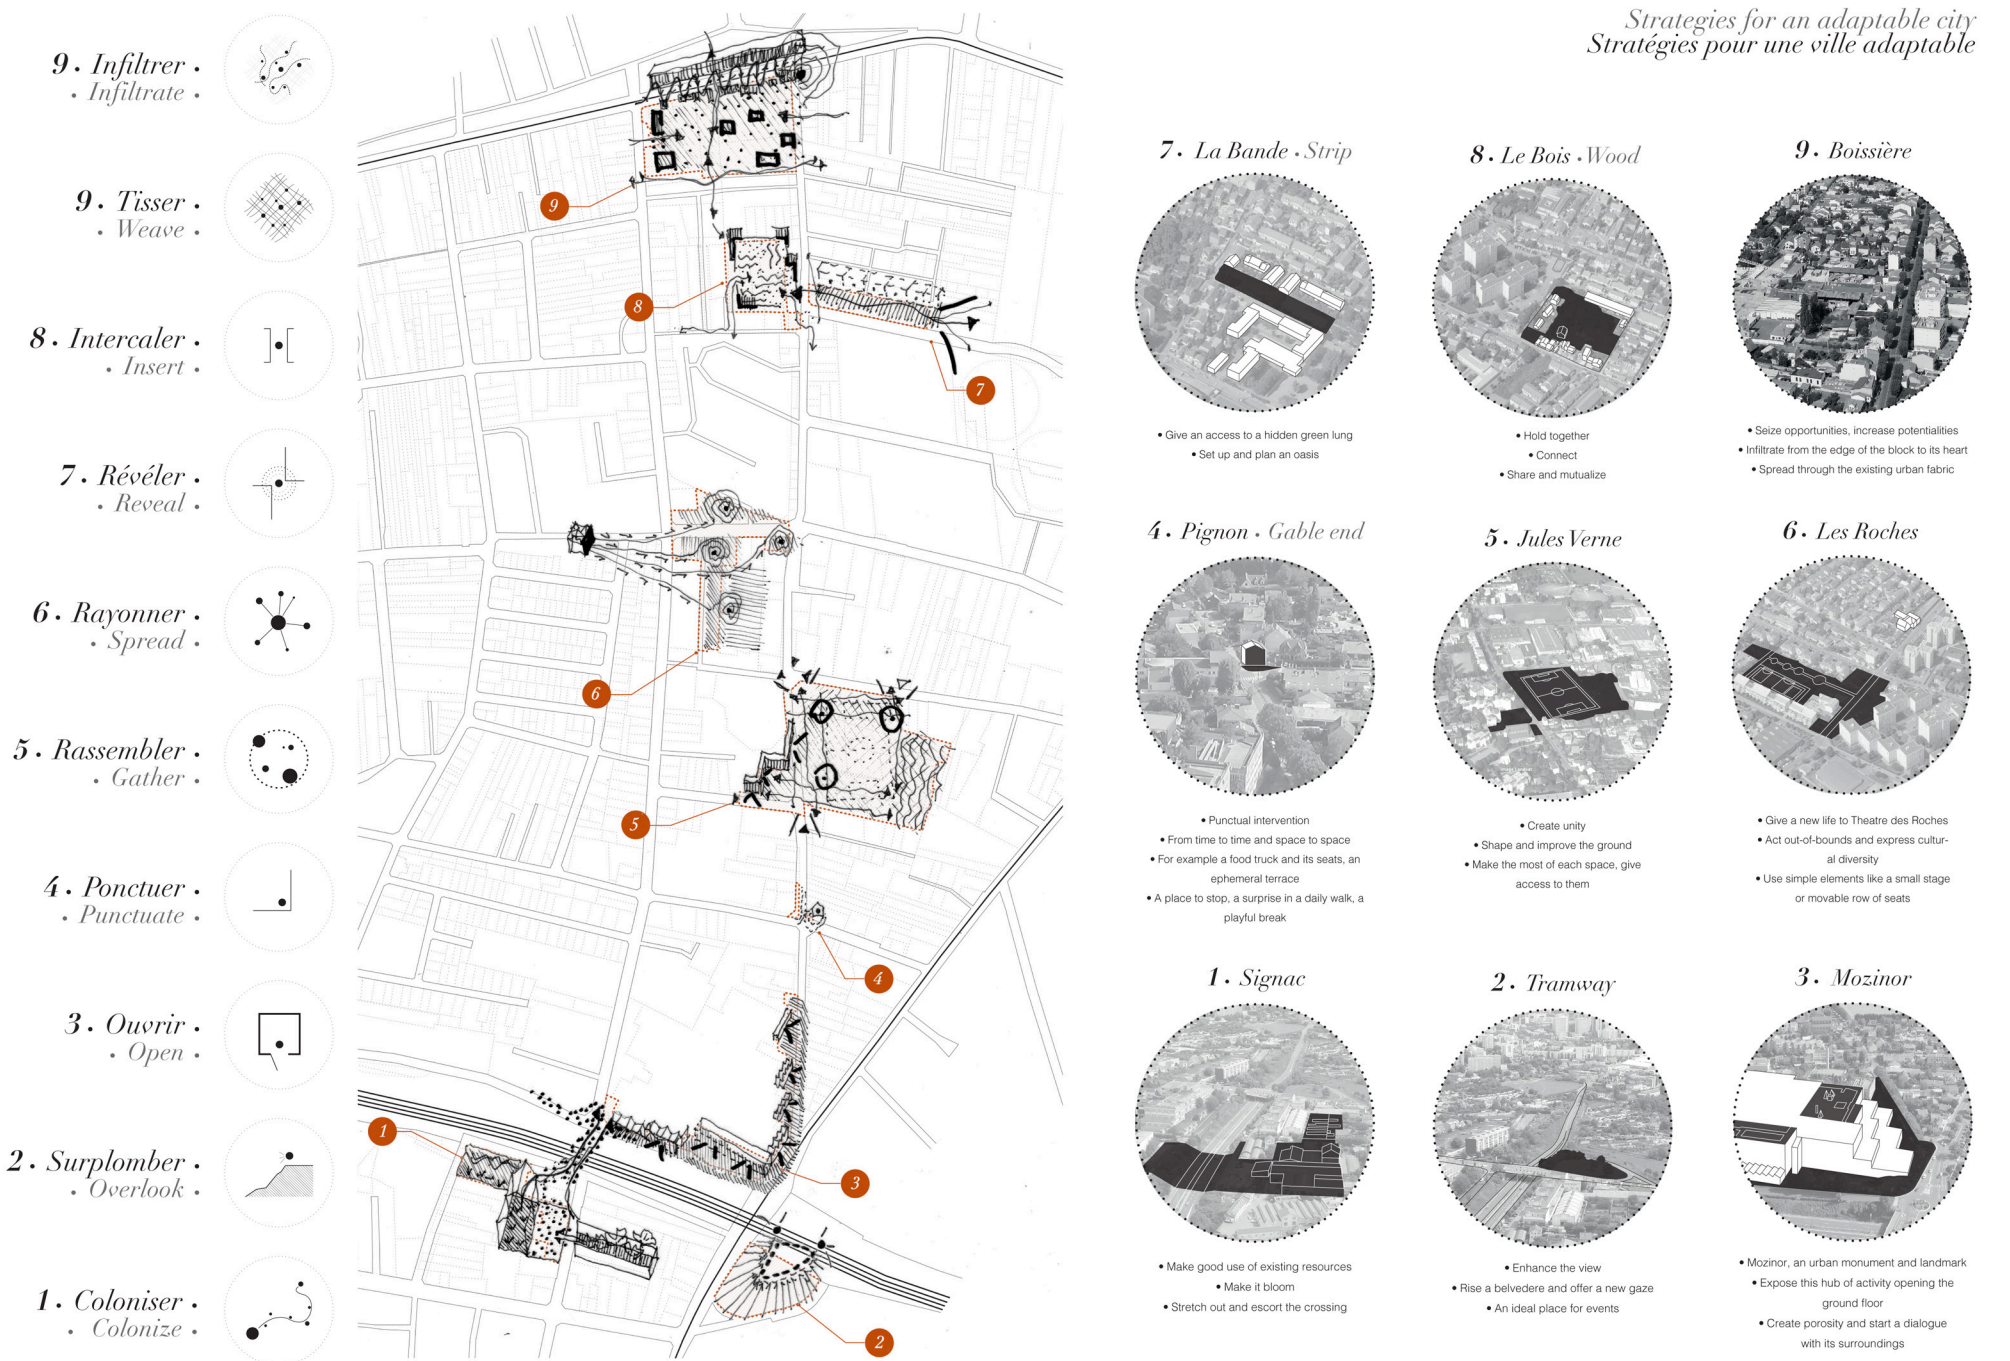 Strategies for an adaptable city
Stratégies pour une ville adaptable
9. Infiltrer •
• Infiltrate •
9. Tisser •
• Weave •
8. Intercaler •
• Insert •
7. Révéler •
• Reveal •
6. Rayonner •
• Spread •
5. Rassembler •
• Gather •
4. Ponctuer •
• Punctuate •
3. Ouvrir •
• Open •
2. Surplomber •
• Overlook •
1. Coloniser •
• Colonize •
9
8
7
6
5
4
1
3
2
7. La Bande • Strip
• Give an access to a hidden green lung
• Set up and plan an oasis
8. Le Bois • Wood
• Hold together
• Connect
• Share and mutualize
9. Boissière
• Seize opportunities, increase potentialities
• Infiltrate from the edge of the block to its heart
• Spread through the existing urban fabric
4. Pignon • Gable end
• Punctual intervention
• From time to time and space to space
• For example a food truck and its seats, an
ephemeral terrace
• A place to stop, a surprise in a daily walk, a
playful break
5. Jules Verne
• Create unity
• Shape and improve the ground
• Make the most of each space, give
access to them
6. Les Roches
• Give a new life to Theatre des Roches
• Act out-of-bounds and express cultur-
al diversity
• Use simple elements like a small stage
or movable row of seats
1. Signac
• Make good use of existing resources
• Make it bloom
• Stretch out and escort the crossing
2. Tramway
• Enhance the view
• Rise a belvedere and offer a new gaze
• An ideal place for events
3. Mozinor
• Mozinor, an urban monument and landmark
• Expose this hub of activity opening the
ground floor
• Create porosity and start a dialogue
with its surroundings